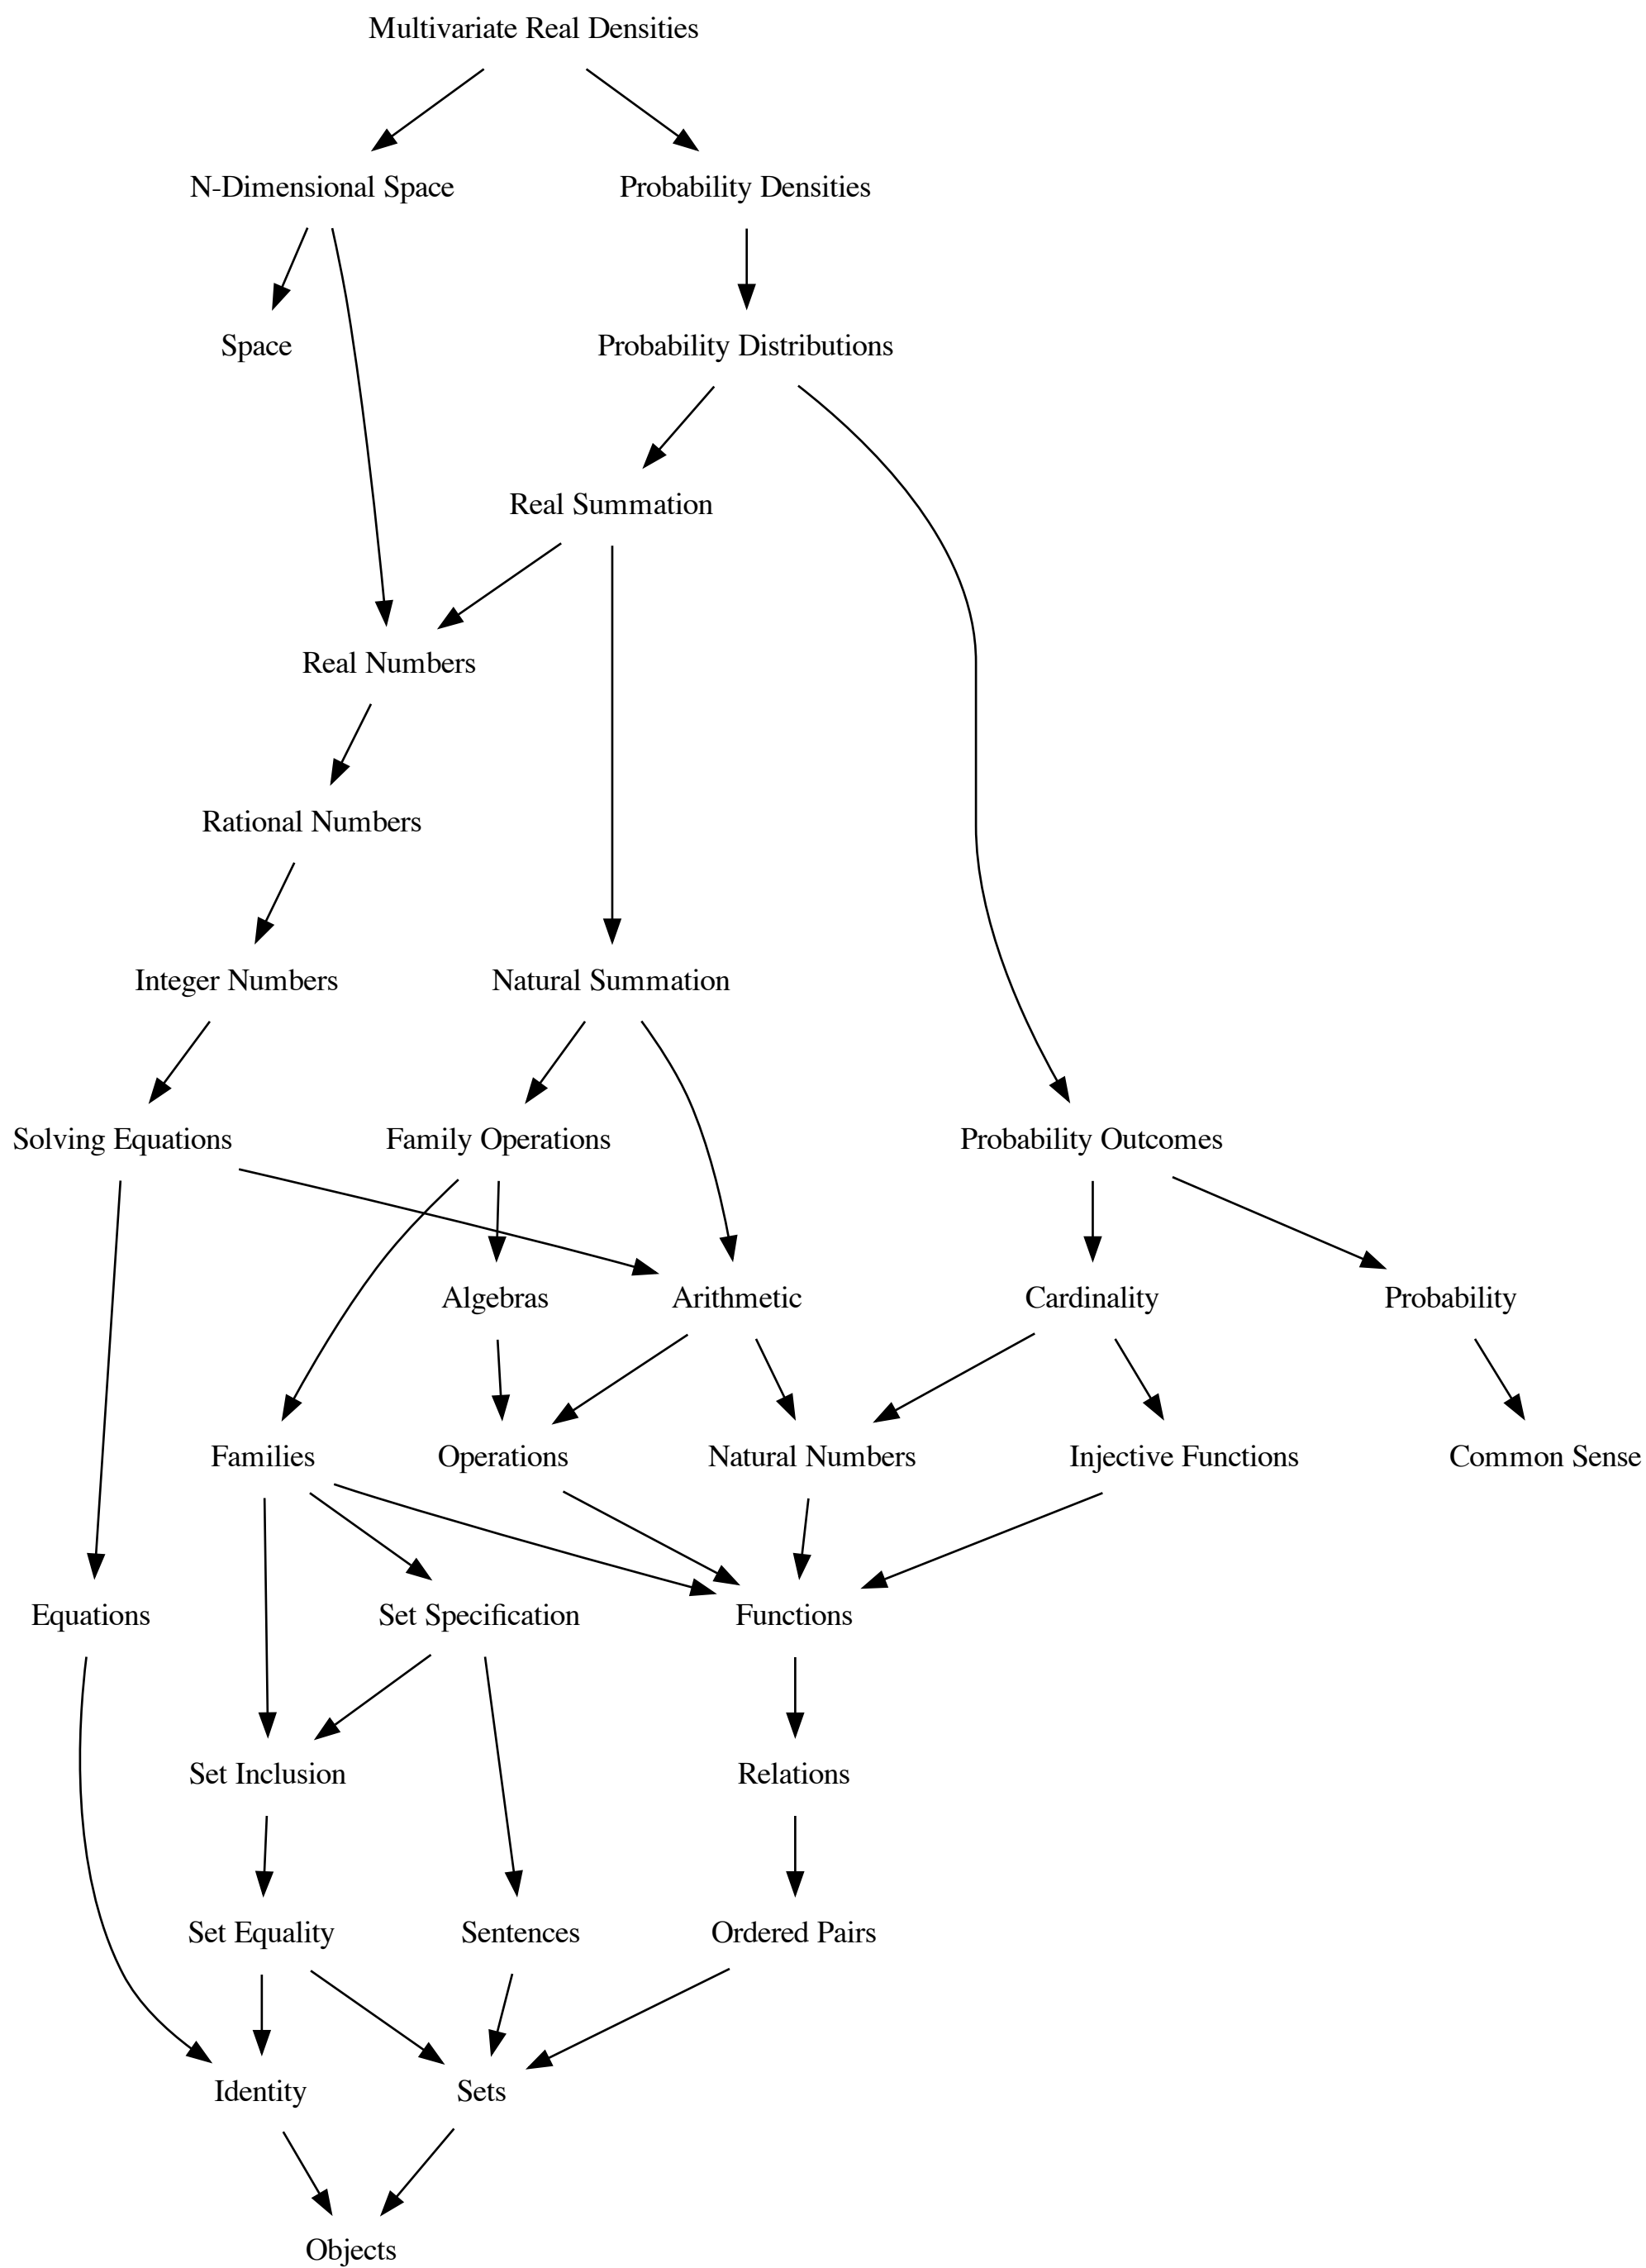 Multivariate Real Densities
N-Dimensional Space
Probability Densities
Space
Probability Distributions
Real Summation
Real Numbers
Rational Numbers
Integer Numbers
Natural Summation
Solving Equations
Family Operations
Probability Outcomes
Algebras
Arithmetic
Cardinality
Probability
Families
Operations
Natural Numbers
Injective Functions
Common Sense
Equations
Set Specification
Functions
Set Inclusion
Relations
Set Equality
Sentences
Ordered Pairs
Identity
Sets
Objects